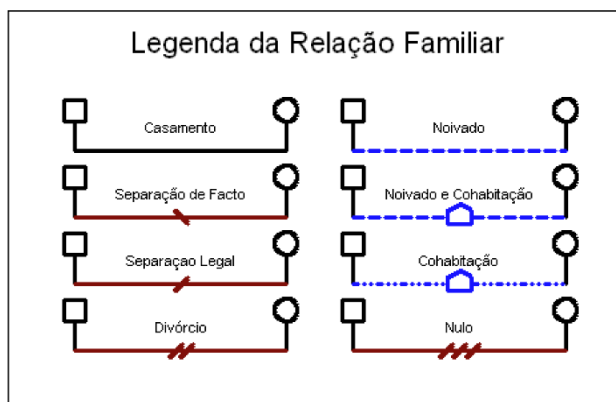 Legenda da Relação Familiar
Casamento
Noivado
Separação de Facto
Noivado e Cohabitação
Separaçao Legal
Cohabitação
Divórcio
Nulo